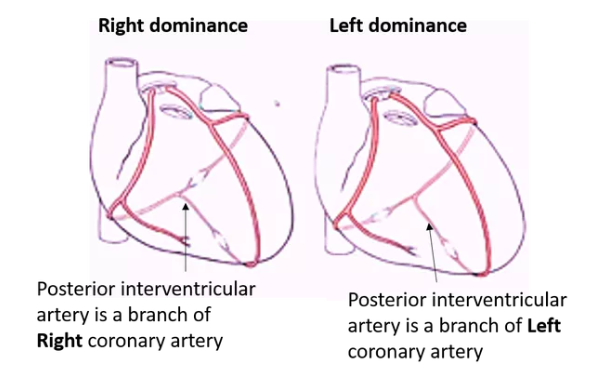 Right dominance
Left dominance
Posterior interventricular
artery is a branch of
Right coronary artery
Posterior interventricular
artery is a branch of Left
coronary artery